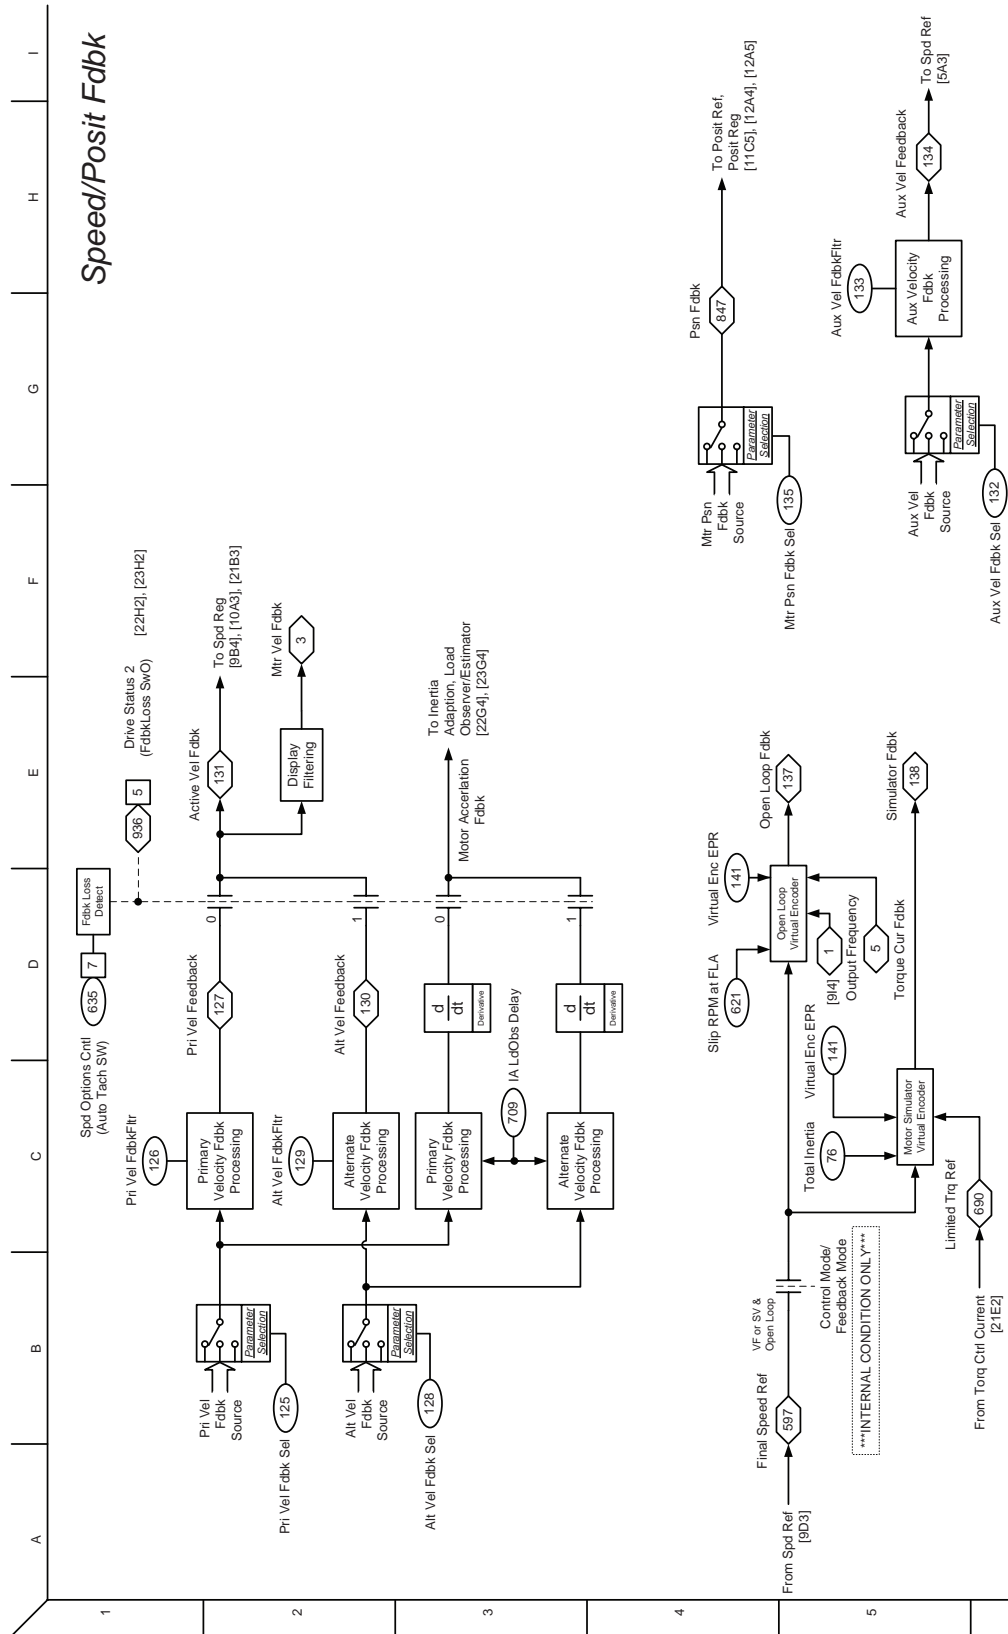 Speed/Posit Fdbk
A
B
C
D
E
F
G
H
I
1
2
3
4
5
Spd Options Cntl
(Auto Tach SW)
635
7
Fdbk Loss
Detect
936
5
Drive Status 2
(FdbkLoss SwO)
[22H2], [23H2]
Pri Vel
Fdbk
Source
Parameter
Selection
125
Pri Vel Fdbk Sel
Pri Vel FdbkFltr
126
Primary
Velocity Fdbk
Processing
Pri Vel Feedback
127
0
Active Vel Fdbk
131
To Spd Reg
[9B4], [10A3], [21B3]
Display
Filtering
Mtr Vel Fdbk
3
Alt Vel
Fdbk
Source
Parameter
Selection
128
Alt Vel Fdbk Sel
Alt Vel FdbkFltr
129
Alternate
Velocity Fdbk
Processing
Alt Vel Feedback
130
1
Primary
Velocity Fdbk
Processing
d
dt
Derivative
0
Motor Accerlation
Fdbk
To Inertia
Adaption, Load
Observer/Estimator
[22G4], [23G4]
709
IA LdObs Delay
Alternate
Velocity Fdbk
Processing
d
dt
Derivative
1
Mtr Psn
Fdbk
Source
Parameter
Selection
135
Mtr Psn Fdbk Sel
Psn Fdbk
847
To Posit Ref,
Posit Reg
[11C5], [12A4], [12A5]
From Spd Ref
[9D3]
Final Speed Ref
597
VF or SV &
Open Loop
Control Mode/
Feedback Mode
***INTERNAL CONDITION ONLY***
Slip RPM at FLA
621
Virtual Enc EPR
141
Open Loop
Virtual Encoder
Open Loop Fdbk
137
1
[9I4]
Output Frequency
5
Torque Cur Fdbk
Total Inertia
76
Virtual Enc EPR
141
Motor Simulator
Virtual Encoder
Simulator Fdbk
138
Limited Trq Ref
690
From Torq Ctrl Current
[21E2]
Aux Vel
Fdbk
Source
Parameter
Selection
132
Aux Vel Fdbk Sel
Aux Vel FdbkFltr
133
Aux Velocity
Fdbk
Processing
Aux Vel Feedback
134
To Spd Ref
[5A3]